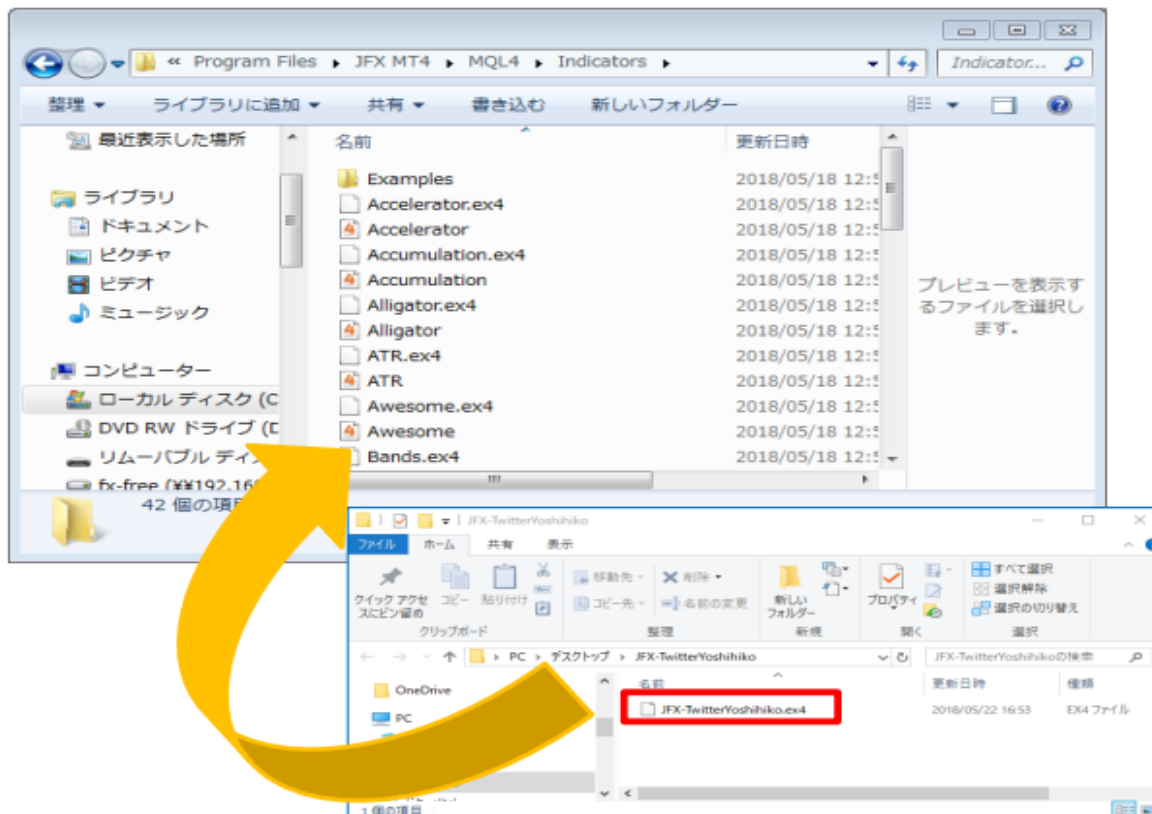 « Program Files ▸ JFX MT4 ▸ MQL4 ▸ Indicators ▸
Indicator...
整理 ライブラリに追加 共有 書き込む 新しいフォルダー
最近表示した場所
ライブラリ
ドキュメント
ピクチャ
ビデオ
ミュージック
コンピューター
ローカル ディスク (C
DVD RW ドライブ (D
リムーバブル ディ
fx-free (¥¥192.16
名前 更新日時
Examples 2018/05/18 12:5
Accelerator.ex4 2018/05/18 12:5
Accelerator 2018/05/18 12:5
Accumulation.ex4 2018/05/18 12:5
Accumulation 2018/05/18 12:5
Alligator.ex4 2018/05/18 12:5
Alligator 2018/05/18 12:5
ATR.ex4 2018/05/18 12:5
ATR 2018/05/18 12:5
Awesome.ex4 2018/05/18 12:5
Awesome 2018/05/18 12:5
Bands.ex4 2018/05/18 12:5
プレビューを表示す
るファイルを選択し
ます。
42 個の項目
JFX-TwitterYoshihiko
ファイル ホーム 共有 表示
クイック アクセ
スにピン留め
コピー 貼り付け
移動先 削除
コピー先 名前の変更
新しい
フォルダー
プロパティ
すべて選択
選択解除
選択の切り替え
クリップボード 整理 新規 開く 選択
PC › デスクトップ › JFX-TwitterYoshihiko
JFX-TwitterYoshihikoの検索
OneDrive
PC
名前 更新日時 種類
JFX-TwitterYoshihiko.ex4 2018/05/22 16:53 EX4 ファイル
1 個の項目